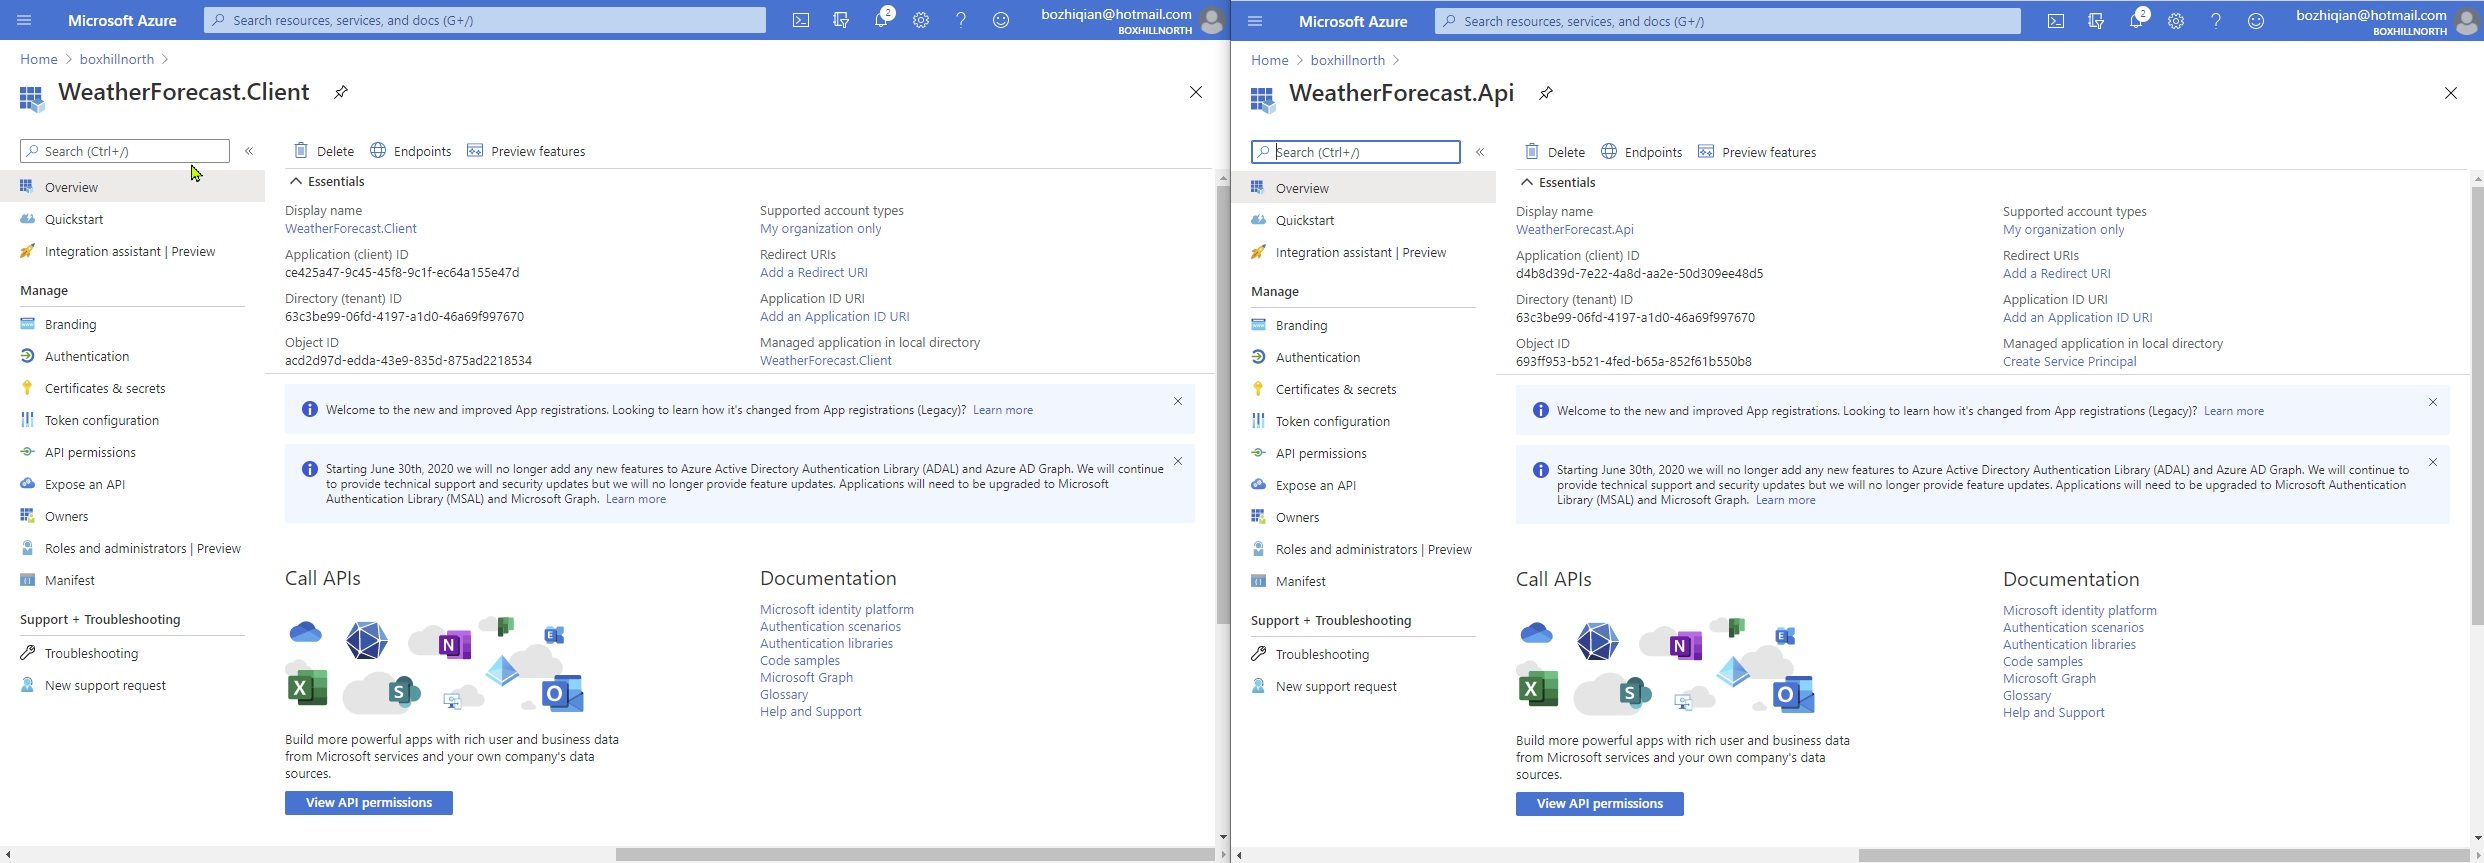 Microsoft Azure
Search resources, services, and docs (G+/)
2
bozhiqian@hotmail.com
BOXHILLNORTH
Home
boxhillnorth
WeatherForecast.Client
Search (Ctrl+/)
Overview
Quickstart
Integration assistant | Preview
Manage
Branding
Authentication
Certificates & secrets
Token configuration
API permissions
Expose an API
Owners
Roles and administrators | Preview
Manifest
Support + Troubleshooting
Troubleshooting
New support request
Delete
Endpoints
Preview features
Essentials
Display name
WeatherForecast.Client
Application (client) ID
ce425a47-9c45-45f8-9c1f-ec64a155e47d
Directory (tenant) ID
63c3be99-06fd-4197-a1d0-46a69f997670
Object ID
acd2d97d-edda-43e9-835d-875ad2218534
Supported account types
My organization only
Redirect URIs
Add a Redirect URI
Application ID URI
Add an Application ID URI
Managed application in local directory
WeatherForecast.Client
Welcome to the new and improved App registrations. Looking to learn how it's changed from App registrations (Legacy)? Learn more
Starting June 30th, 2020 we will no longer add any new features to Azure Active Directory Authentication Library (ADAL) and Azure AD Graph. We will continue
to provide technical support and security updates but we will no longer provide feature updates. Applications will need to be upgraded to Microsoft
Authentication Library (MSAL) and Microsoft Graph. Learn more
Call APIs
N
E
X
S
O
Build more powerful apps with rich user and business data
from Microsoft services and your own company's data
sources.
View API permissions
Documentation
Microsoft identity platform
Authentication scenarios
Authentication libraries
Code samples
Microsoft Graph
Glossary
Help and Support
Microsoft Azure
Search resources, services, and docs (G+/)
2
bozhiqian@hotmail.com
BOXHILLNORTH
Home
boxhillnorth
WeatherForecast.Api
Search (Ctrl+/)
Overview
Quickstart
Integration assistant | Preview
Manage
Branding
Authentication
Certificates & secrets
Token configuration
API permissions
Expose an API
Owners
Roles and administrators | Preview
Manifest
Support + Troubleshooting
Troubleshooting
New support request
Delete
Endpoints
Preview features
Essentials
Display name
WeatherForecast.Api
Application (client) ID
d4b8d39d-7e22-4a8d-aa2e-50d309ee48d5
Directory (tenant) ID
63c3be99-06fd-4197-a1d0-46a69f997670
Object ID
693ff953-b521-4fed-b65a-852f61b550b8
Supported account types
My organization only
Redirect URIs
Add a Redirect URI
Application ID URI
Add an Application ID URI
Managed application in local directory
Create Service Principal
Welcome to the new and improved App registrations. Looking to learn how it's changed from App registrations (Legacy)? Learn more
Starting June 30th, 2020 we will no longer add any new features to Azure Active Directory Authentication Library (ADAL) and Azure AD Graph. We will continue to
provide technical support and security updates but we will no longer provide feature updates. Applications will need to be upgraded to Microsoft Authentication
Library (MSAL) and Microsoft Graph. Learn more
Call APIs
N
E
X
S
O
Build more powerful apps with rich user and business data
from Microsoft services and your own company's data
sources.
View API permissions
Documentation
Microsoft identity platform
Authentication scenarios
Authentication libraries
Code samples
Microsoft Graph
Glossary
Help and Support